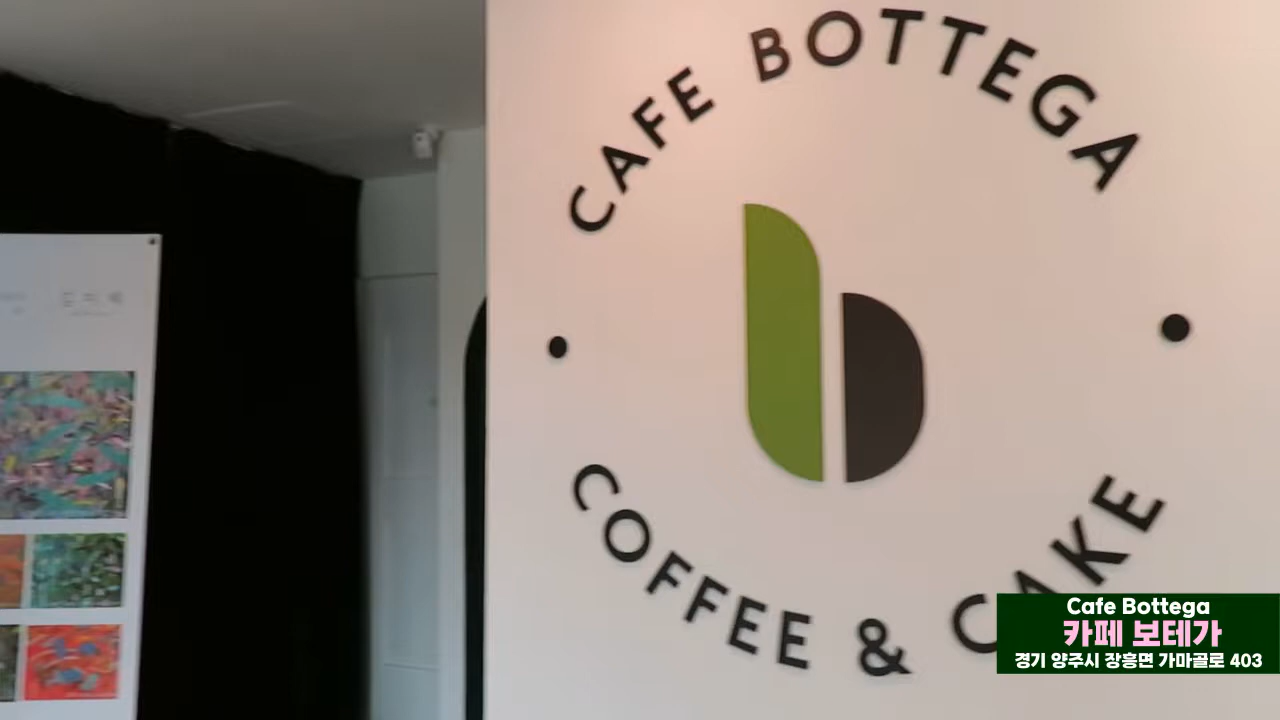 CAFE BOTTEGA
COFFEE & CAKE
Cafe Bottega
카페 보테가
경기 양주시 장흥면 가마골로 403